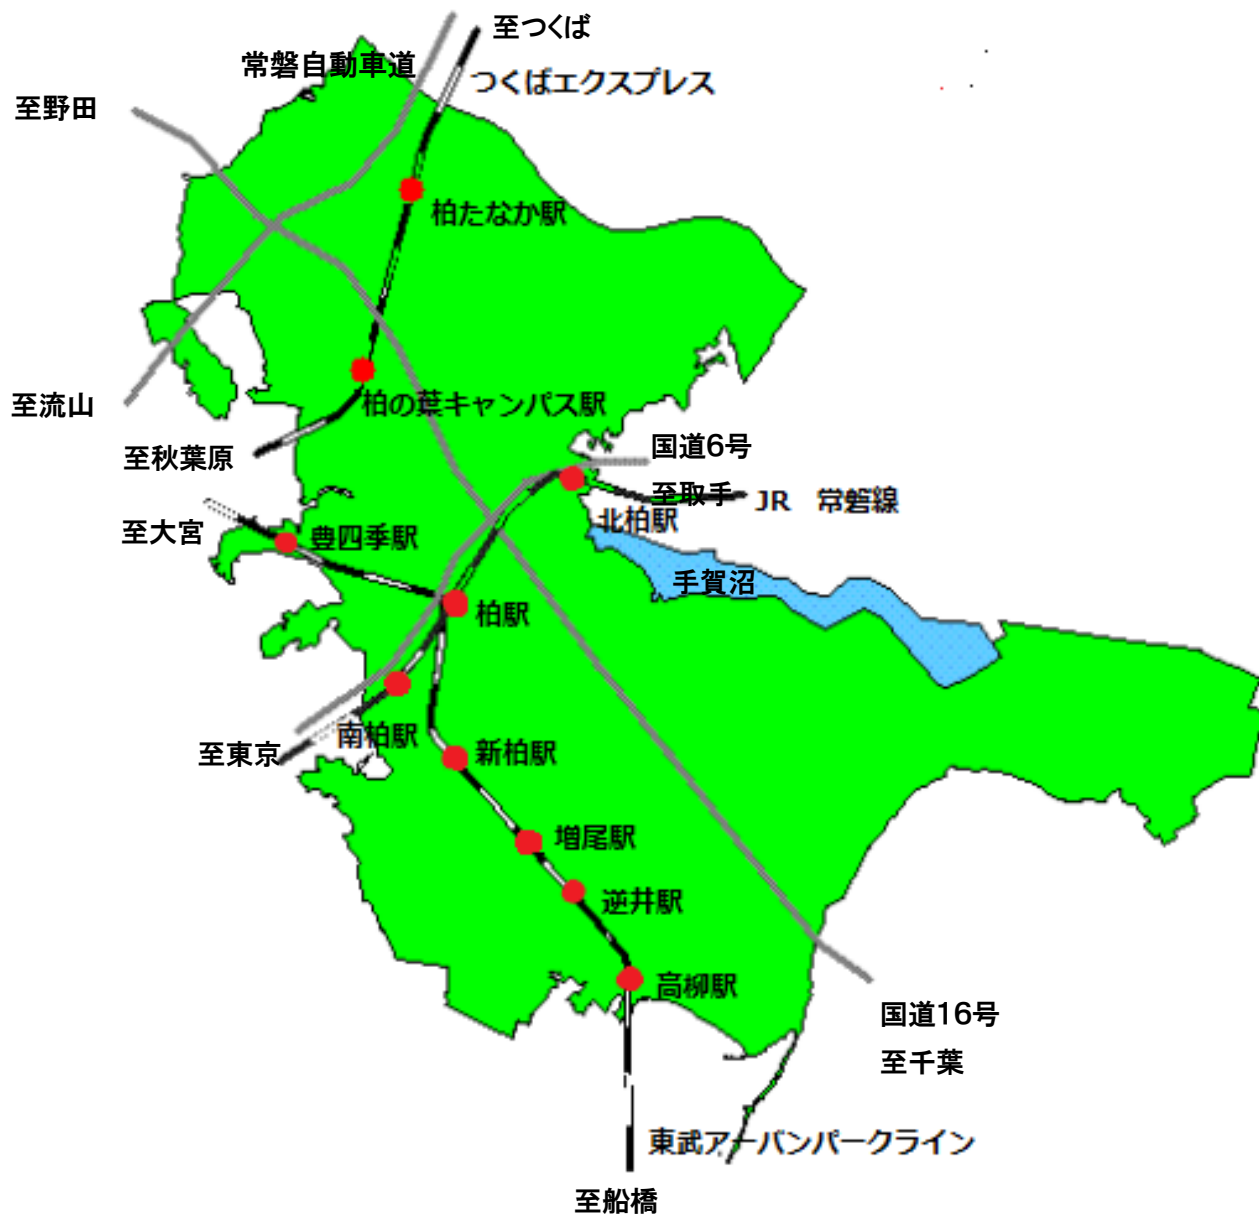 至つくば
常磐自動車道
つくばエクスプレス
至野田
柏たなか駅
至流山
柏の葉キャンパス駅
国道6号
至秋葉原
至取手
JR　常磐線
北柏駅
至大宮
豊四季駅
手賀沼
柏駅
南柏駅
至東京
新柏駅
増尾駅
逆井駅
高柳駅
国道16号
至千葉
東武アーバンパークライン
至船橋